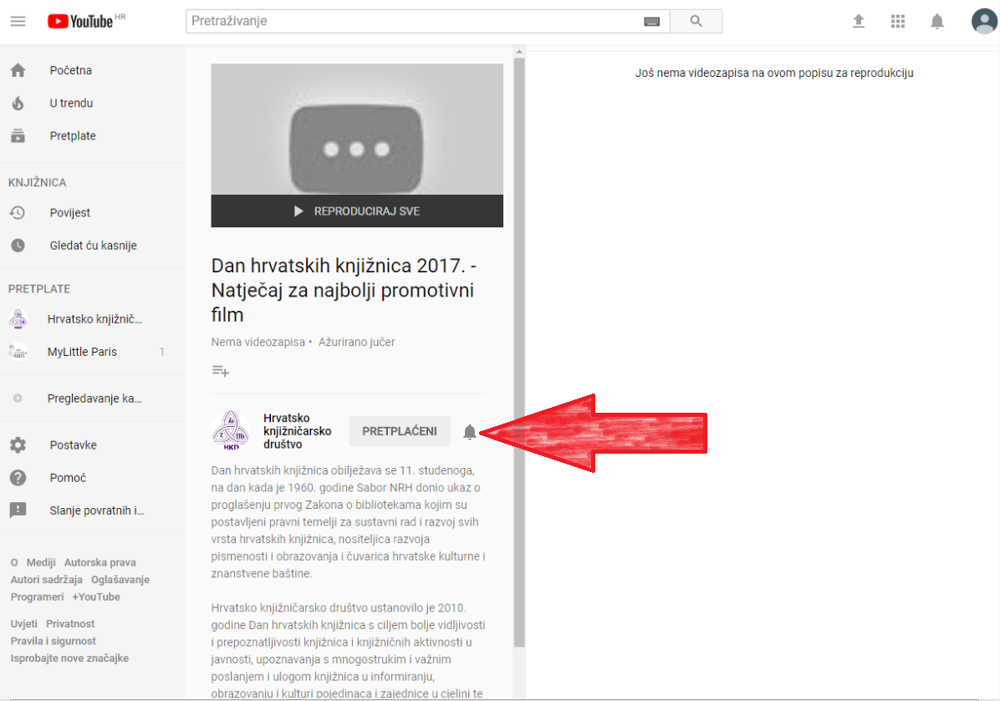 YouTube HR
Pretraživanje
Početna
U trendu
Pretplate
KNJIŽNICA
Povijest
Gledat ću kasnije
PRETPLATE
Hrvatsko knjižnič...
MyLittle Paris 1
Pregledavanje ka...
Postavke
Pomoć
Slanje povratnih i...
O Mediji Autorska prava
Autori sadržaja Oglašavanje
Programeri +YouTube
Uvjeti Privatnost
Pravila i sigurnost
Isprobajte nove značajke
REPRODUCIRAJ SVE
Dan hrvatskih knjižnica 2017. -
Natječaj za najbolji promotivni
film
Nema videozapisa • Ažurirano jučer
HKD
Hrvatsko
knjižničarsko
društvo
PRETPLAĆENI
Dan hrvatskih knjižnica obilježava se 11. studenoga,
na dan kada je 1960. godine Sabor NRH donio ukaz o
proglašenju prvog Zakona o bibliotekama kojim su
postavljeni pravni temelji za sustavni rad i razvoj svih
vrsta hrvatskih knjižnica, nositeljica razvoja
pismenosti i obrazovanja i čuvarica hrvatske kulturne i
znanstvene baštine.
Hrvatsko knjižničarsko društvo ustanovilo je 2010.
godine Dan hrvatskih knjižnica s ciljem bolje vidljivosti
i prepoznatljivosti knjižnica i knjižničnih aktivnosti u
javnosti, upoznavanja s mnogostrukim i važnim
poslanjem i ulogom knjižnica u informiranju,
obrazovanju i kulturi pojedinaca i zajednice u cjelini te
Još nema videozapisa na ovom popisu za reprodukciju